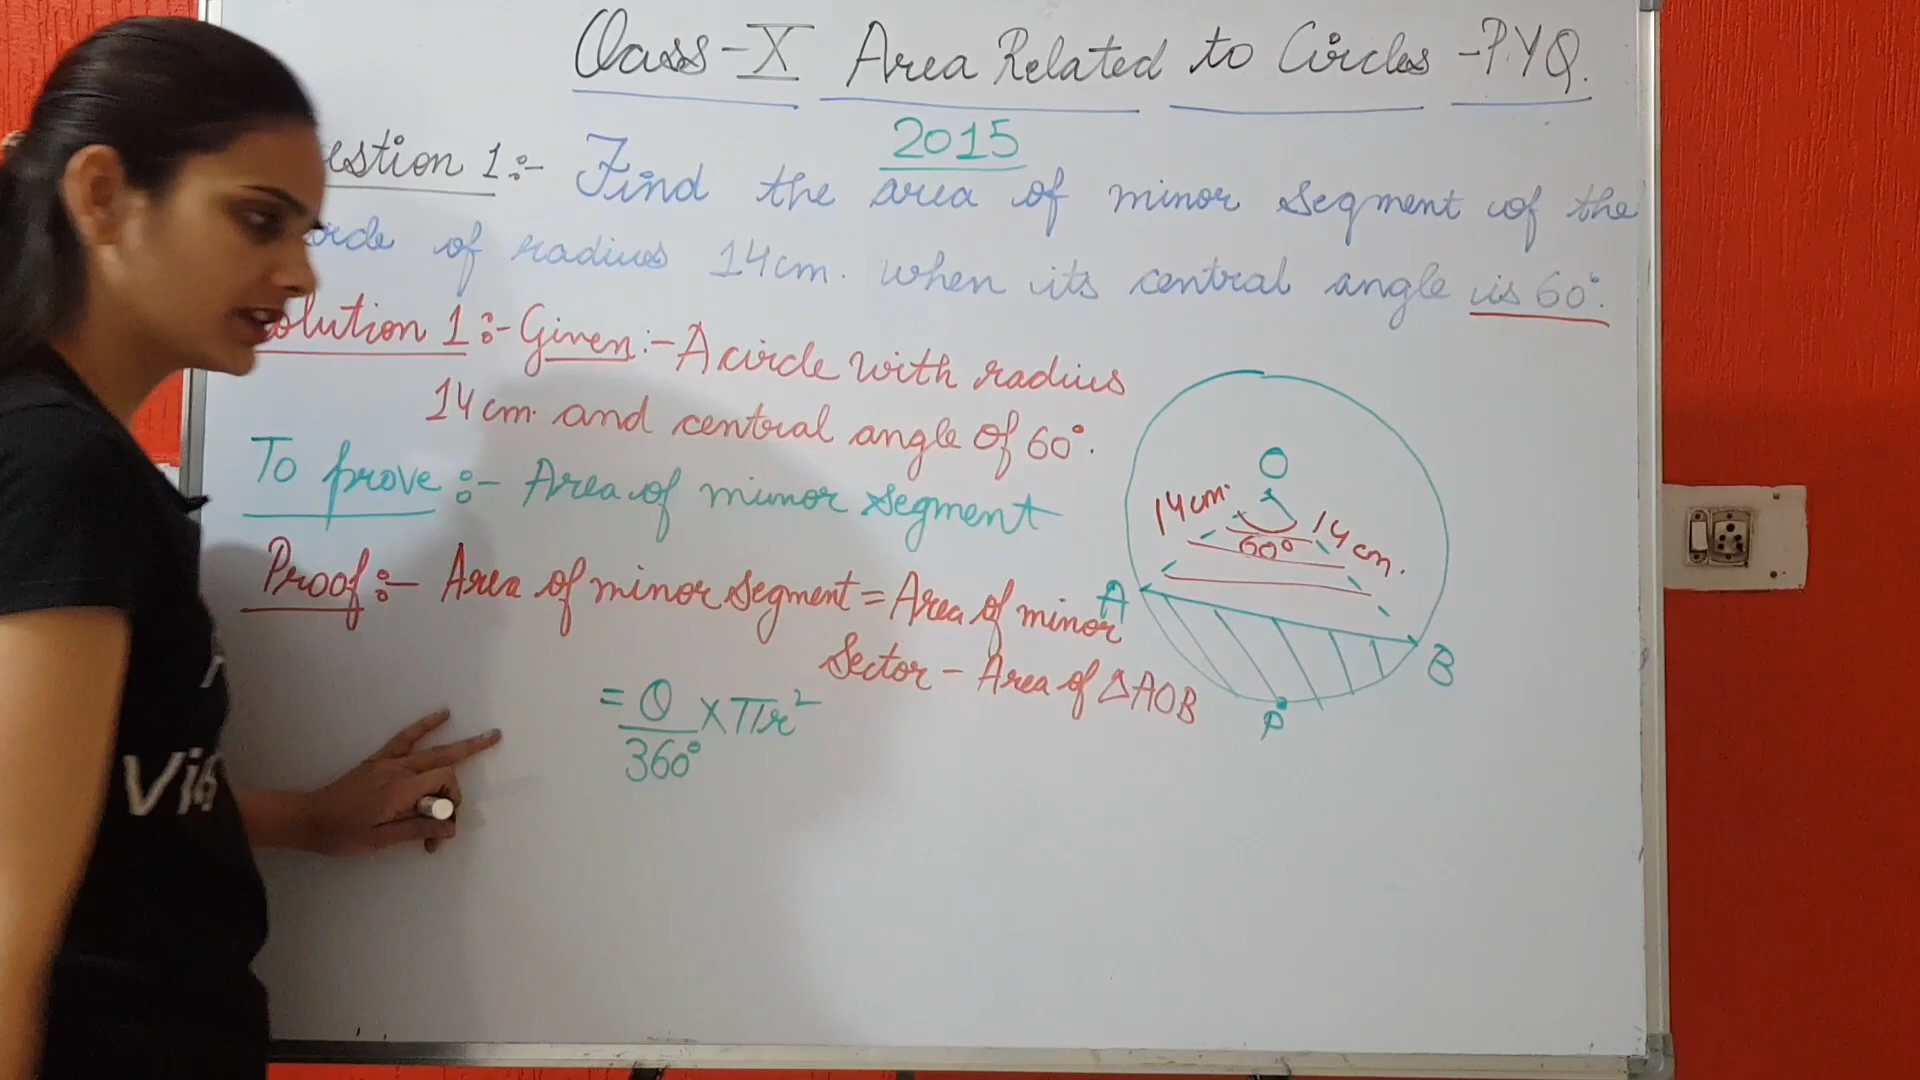 Class-X Area Related to Circles -PYQ.
2015
estion 1:- Find the area of minor segment of the
of radius 14cm. when its central angle is 60°.
olution 1:- Given:- A circle with radius
14cm. and central angle of 60°.
To prove:- Area of minor segment
Proof:- Area of minor segment = Area of minor
Sector - Area of △AOB
= θ/360° × πr²
O
14cm.
14cm.
60°
A
B
P